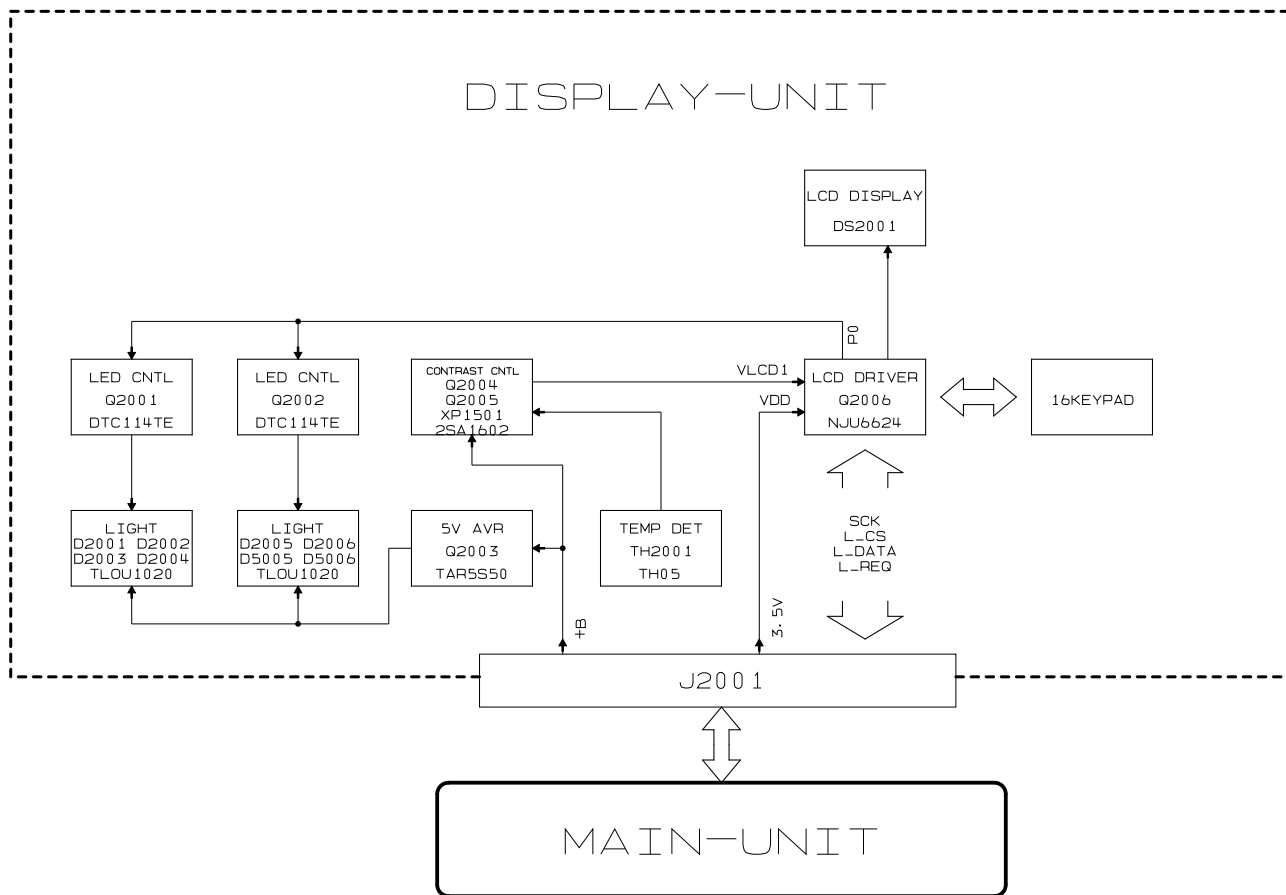 DISPLAY-UNIT
LCD DISPLAY
DS2001
P0
LED CNTL
Q2001
DTC114TE
LED CNTL
Q2002
DTC114TE
CONTRAST CNTL
Q2004
Q2005
XP1501
2SA1602
VLCD1
VDD
LCD DRIVER
Q2006
NJU6624
16KEYPAD
LIGHT
D2001 D2002
D2003 D2004
TLOU1020
LIGHT
D2005 D2006
D5005 D5006
TLOU1020
5V AVR
Q2003
TAR5S50
TEMP DET
TH2001
TH05
SCK
L_CS
L_DATA
L_REQ
+B
3.5V
J2001
MAIN-UNIT